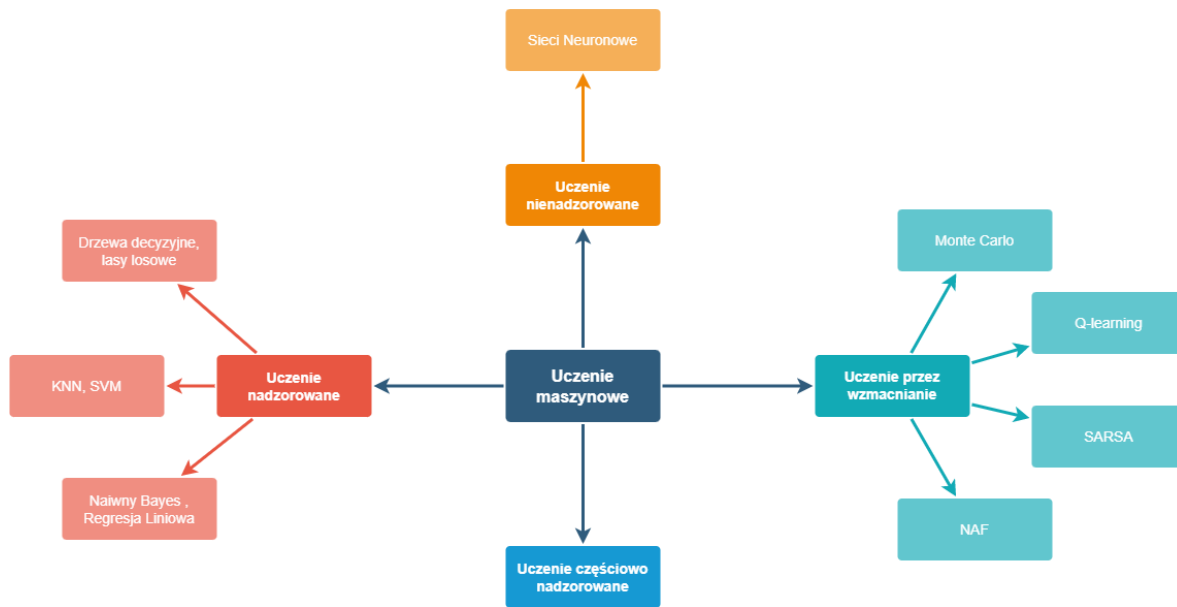 Sieci Neuronowe
Uczenie
nienadzorowane
Drzewa decyzyjne,
lasy losowe
Monte Carlo
Q-learning
KNN, SVM
Uczenie
nadzorowane
Uczenie
maszynowe
Uczenie przez
wzmacnianie
SARSA
Naiwny Bayes ,
Regresja Liniowa
NAF
Uczenie częściowo
nadzorowane